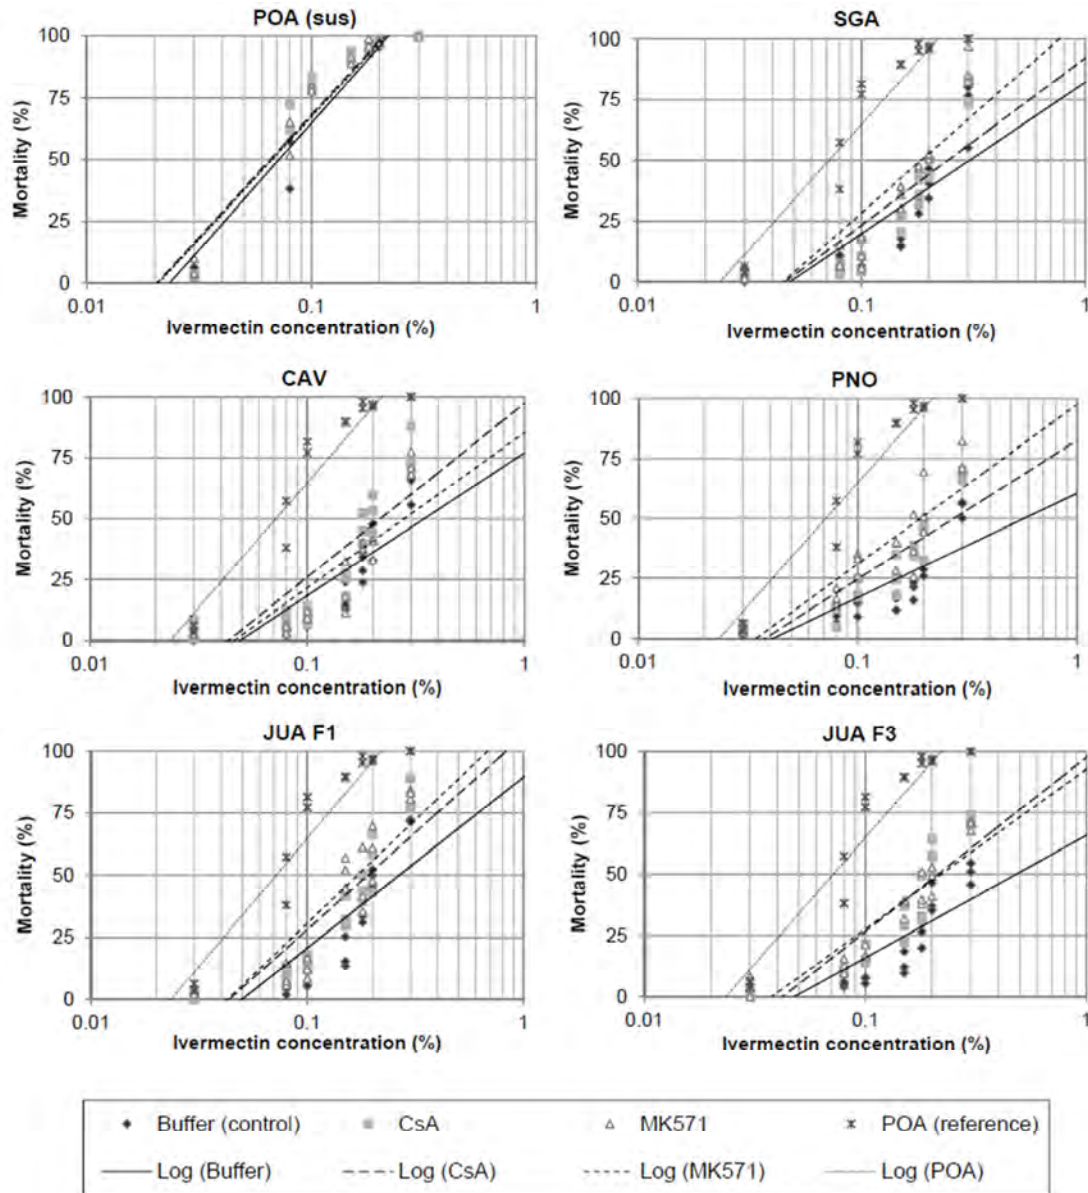 POA (sus)
SGA
100
75
50
25
0
Mortality (%)
0.01
0.1
1
Ivermectin concentration (%)
100
75
50
25
0
Mortality (%)
0.01
0.1
1
Ivermectin concentration (%)
CAV
PNO
100
75
50
25
0
Mortality (%)
0.01
0.1
1
Ivermectin concentration (%)
100
75
50
25
0
Mortality (%)
0.01
0.1
1
Ivermectin concentration (%)
JUA F1
JUA F3
100
75
50
25
0
Mortality (%)
0.01
0.1
1
Ivermectin concentration (%)
100
75
50
25
0
Mortality (%)
0.01
0.1
1
Ivermectin concentration (%)
Buffer (control)
CsA
MK571
POA (reference)
Log (Buffer)
Log (CsA)
Log (MK571)
Log (POA)